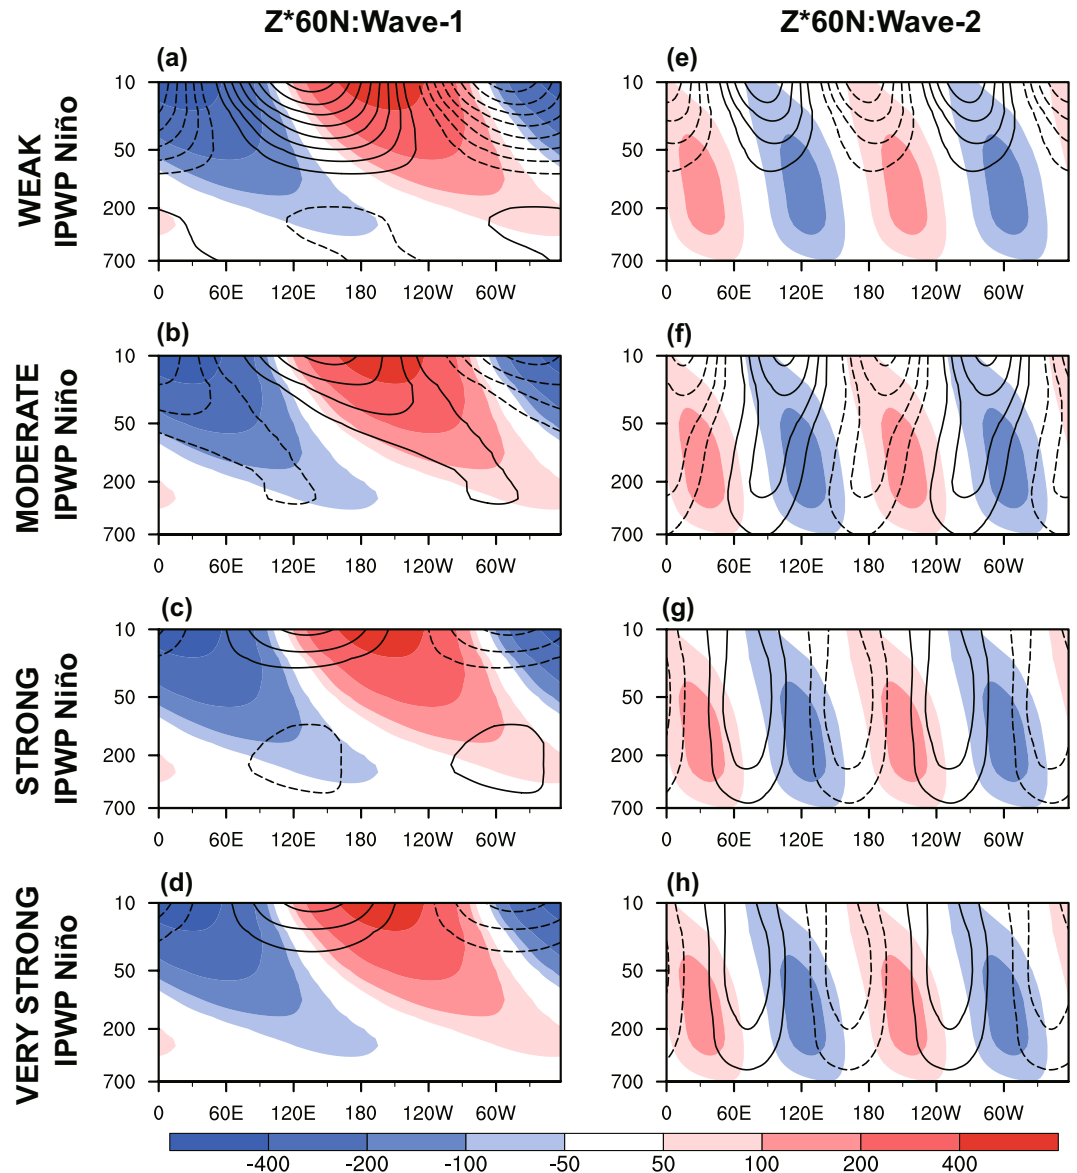 Z*60N:Wave-1
Z*60N:Wave-2
WEAK
IPWP Niño
(a)
10
50
200
700
0 60E 120E 180 120W 60W
(e)
10
50
200
700
0 60E 120E 180 120W 60W
MODERATE
IPWP Niño
(b)
10
50
200
700
0 60E 120E 180 120W 60W
(f)
10
50
200
700
0 60E 120E 180 120W 60W
STRONG
IPWP Niño
(c)
10
50
200
700
0 60E 120E 180 120W 60W
(g)
10
50
200
700
0 60E 120E 180 120W 60W
VERY STRONG
IPWP Niño
(d)
10
50
200
700
0 60E 120E 180 120W 60W
(h)
10
50
200
700
0 60E 120E 180 120W 60W
-400 -200 -100 -50 50 100 200 400